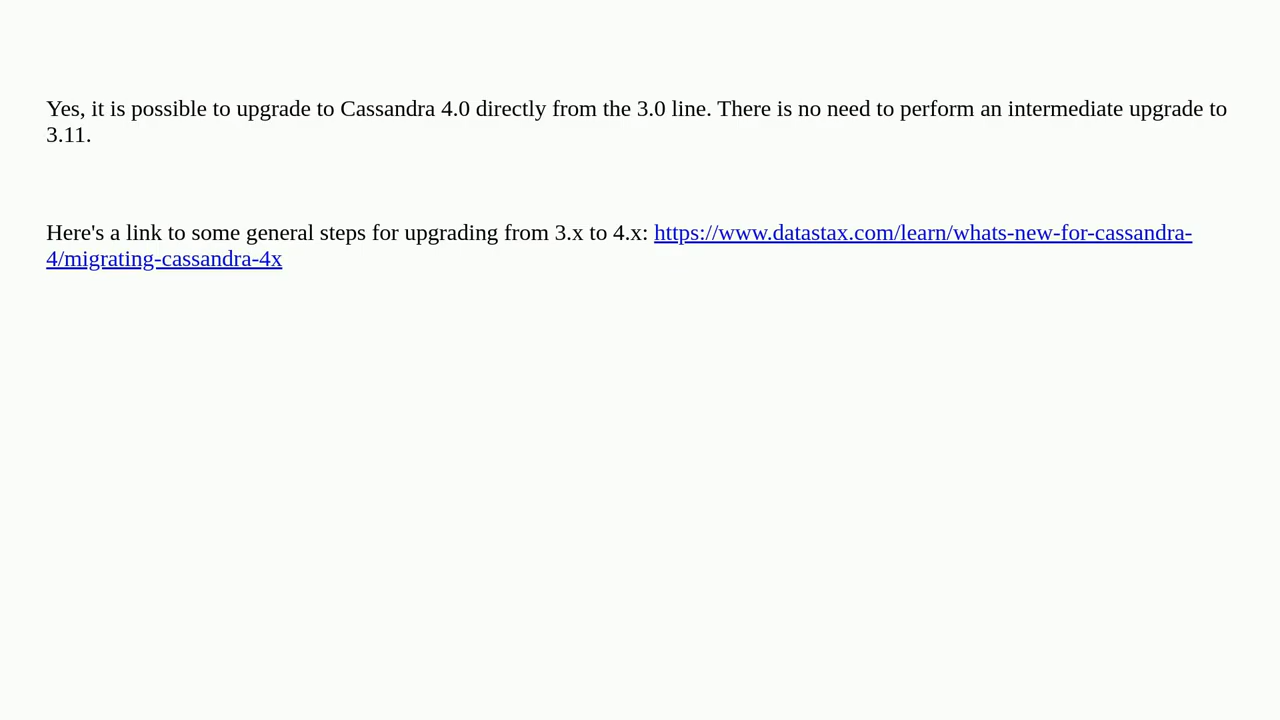 Yes, it is possible to upgrade to Cassandra 4.0 directly from the 3.0 line. There is no need to perform an intermediate upgrade to
3.11.
Here's a link to some general steps for upgrading from 3.x to 4.x: https://www.datastax.com/learn/whats-new-for-cassandra-
4/migrating-cassandra-4x